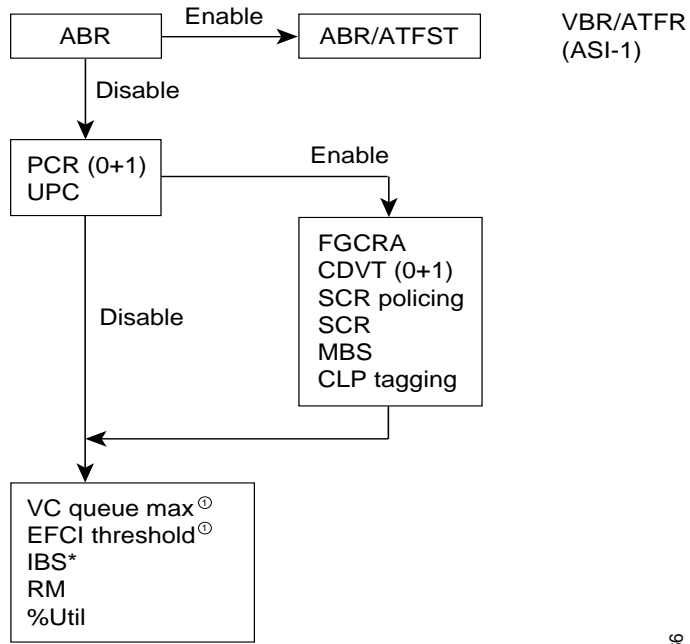 ABR
Enable
ABR/ATFST
VBR/ATFR
(ASI-1)
Disable
PCR (0+1)
UPC
Enable
FGCRA
CDVT (0+1)
SCR policing
SCR
MBS
CLP tagging
Disable
VC queue max①
EFCI threshold①
IBS*
RM
%Util